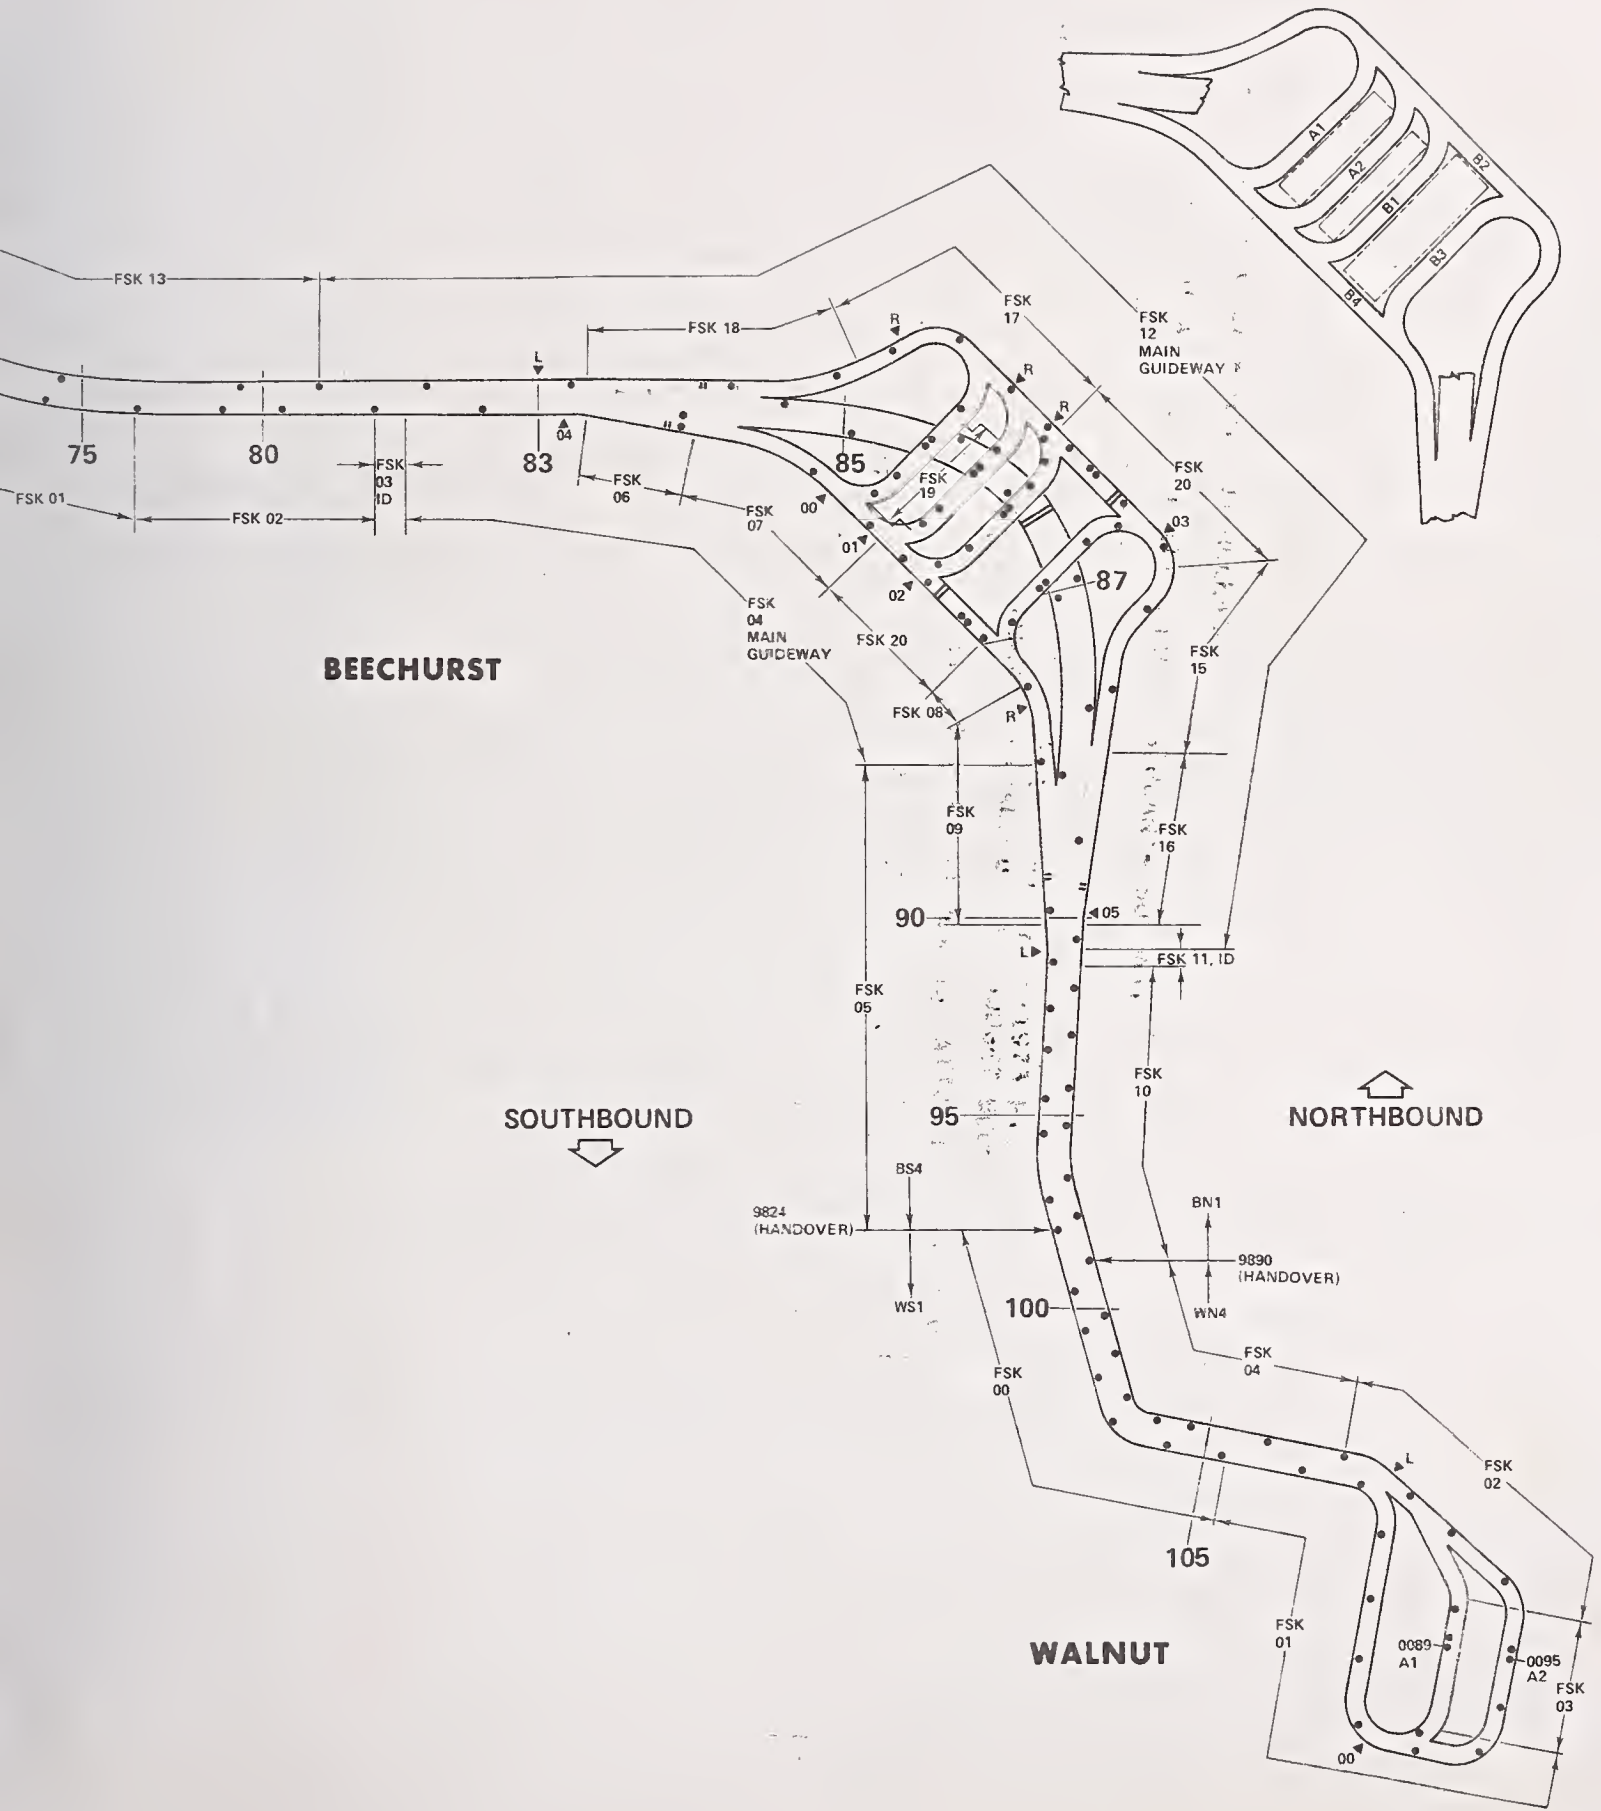 A1
A2
B1
B2
B3
B4
FSK 13
FSK 18
FSK
17
FSK
12
MAIN
GUIDEWAY
R
R
R
L
04
75
80
83
85
FSK
03
ID
FSK 01
FSK 02
FSK
06
FSK
07
FSK
19
FSK
20
00
01
02
03
87
FSK
04
MAIN
GUIDEWAY
FSK 20
FSK
15
BEECHURST
FSK 08
R
FSK
09
FSK
16
90
05
L
FSK 11, ID
FSK
05
FSK
10
SOUTHBOUND
95
NORTHBOUND
BS4
9824
(HANDOVER)
BN1
9890
(HANDOVER)
WS1
100
WN4
FSK
00
FSK
04
L
FSK
02
105
FSK
01
WALNUT
0089
A1
0095
A2
FSK
03
00